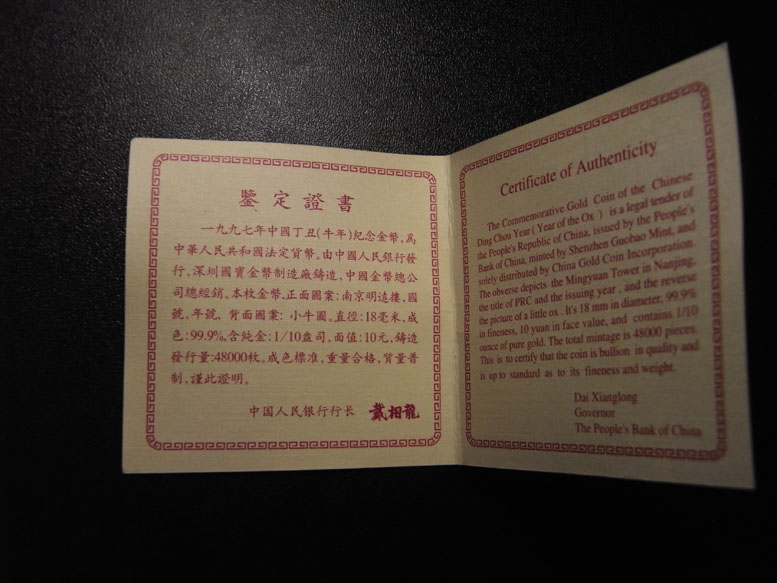 鑒定證書
一九九七年中國丁丑(牛年)紀念金幣,為
中華人民共和國法定貨幣。由中國人民銀行發
行,深圳國寶金幣制造廠鑄造,中國金幣總公
司總經銷。本枚金幣,正面圖案:南京明遠樓,國
號,年號,背面圖案:小牛圖。直徑:18毫米,成
色:99.9%,含純金:1/10盎司,面值:10元,鑄造
發行量:48000枚。成色標准,重量合格,質量普
制,謹此證明。
中国人民银行行长 戴相龍
Certificate of Authenticity
The Commemorative Gold Coin of the Chinese
Ding Chou Year ( Year of the Ox ) is a legal tender of
the People's Republic of China, issued by the People's
Bank of China, minted by Shenzhen Guobao Mint, and
solely distributed by China Gold Coin Incorporation.
The obverse depicts the Mingyuan Tower in Nanjing,
the title of PRC and the issuing year , and the reverse
the picture of a little ox . It's 18 mm in diameter, 99.9%
in fineness, 10 yuan in face value, and contains 1/10
ounce of pure gold. The total mintage is 48000 pieces.
This is to certify that the coin is bullion in quality and
is up to standard as to its fineness and weight.
Dai Xianglong
Governor
The People's Bank of China